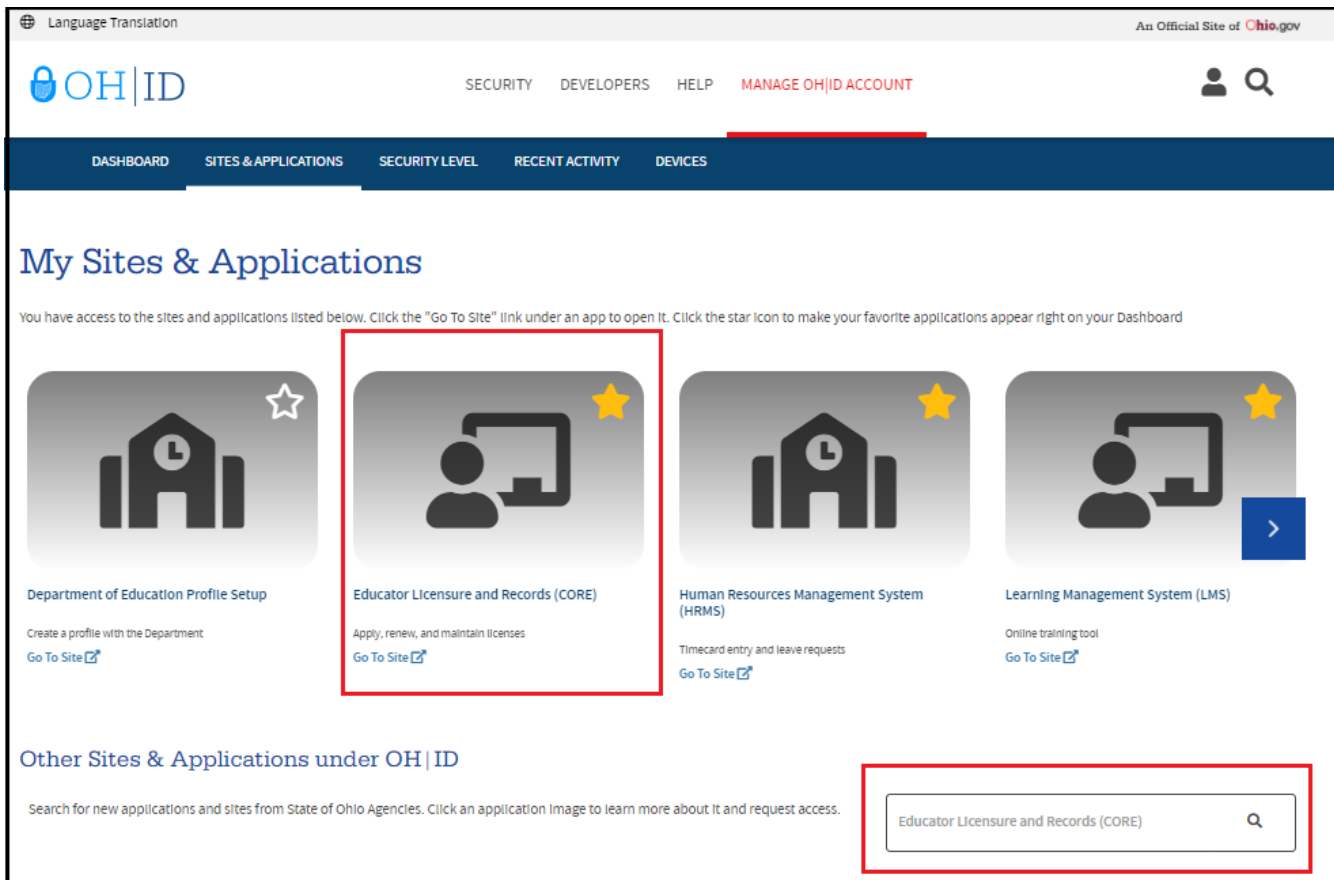 Language Translation
An Official Site of Ohio.gov
OH|ID
SECURITY DEVELOPERS HELP MANAGE OH|ID ACCOUNT
DASHBOARD SITES & APPLICATIONS SECURITY LEVEL RECENT ACTIVITY DEVICES
My Sites & Applications
You have access to the sites and applications listed below. Click the "Go To Site" link under an app to open it. Click the star icon to make your favorite applications appear right on your Dashboard
Department of Education Profile Setup
Create a profile with the Department
Go To Site
Educator Licensure and Records (CORE)
Apply, renew, and maintain licenses
Go To Site
Human Resources Management System
(HRMS)
Timecard entry and leave requests
Go To Site
Learning Management System (LMS)
Online training tool
Go To Site
Other Sites & Applications under OH|ID
Search for new applications and sites from State of Ohio Agencies. Click an application image to learn more about it and request access.
Educator Licensure and Records (CORE)